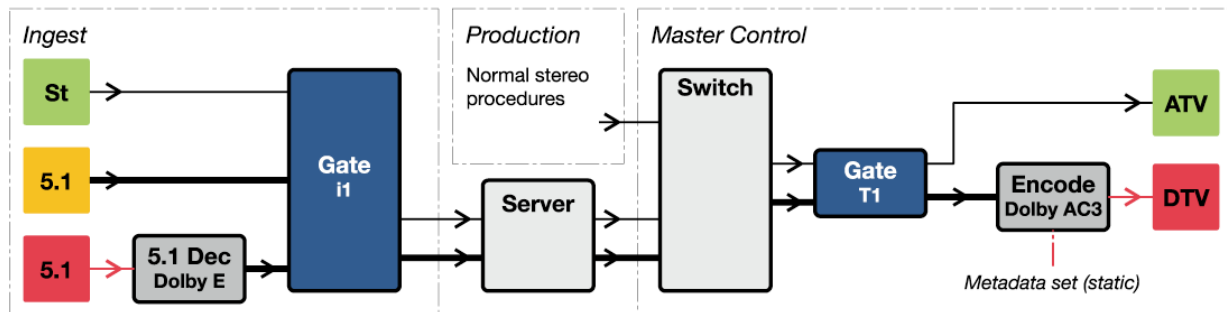 Ingest
St
5.1
5.1
5.1 Dec
Dolby E
Gate
i1
Production
Normal stereo
procedures
Server
Master Control
Switch
Gate
T1
Encode
Dolby AC3
Metadata set (static)
ATV
DTV